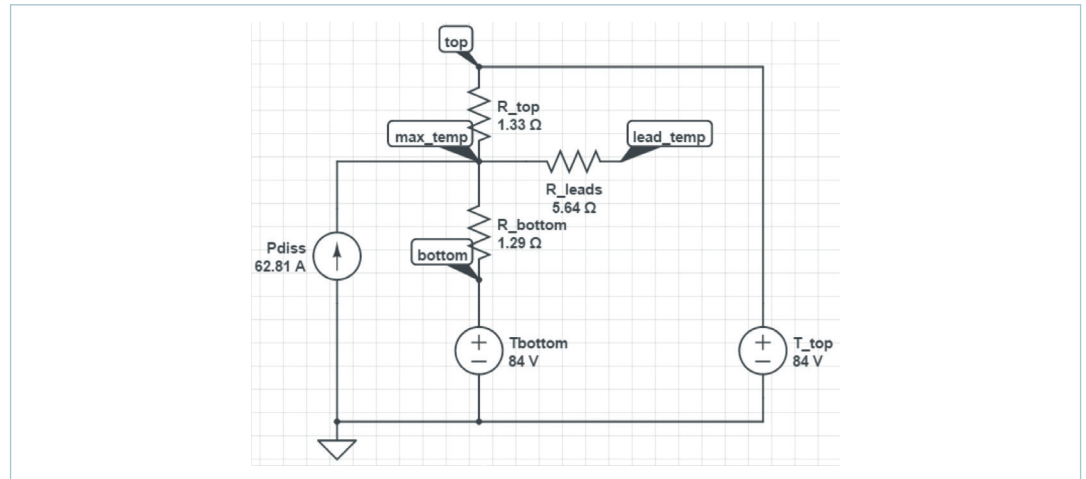 top
R_top
1.33 Ω
max_temp
lead_temp
R_leads
5.64 Ω
R_bottom
1.29 Ω
bottom
Pdiss
62.81 A
Tbottom
84 V
T_top
84 V